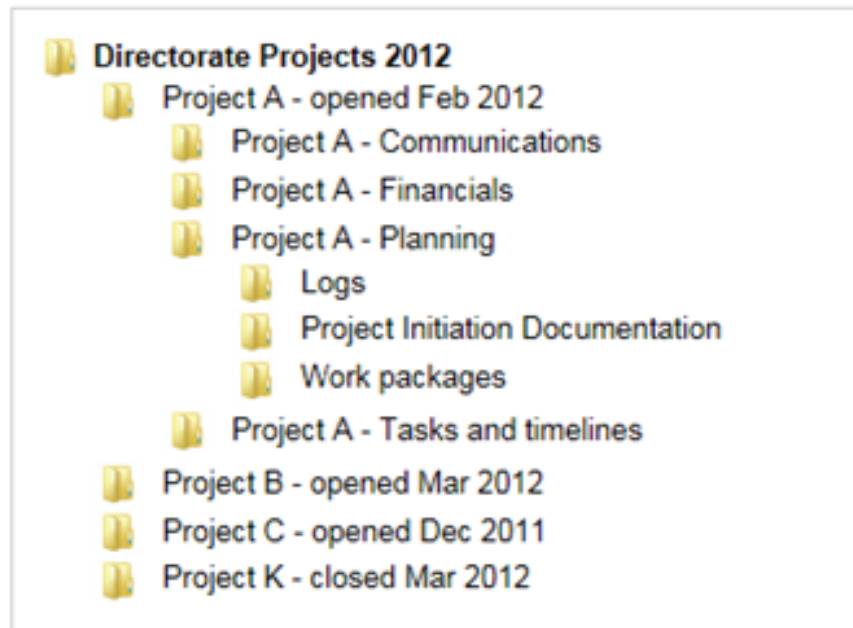 Directorate Projects 2012
Project A - opened Feb 2012
Project A - Communications
Project A - Financials
Project A - Planning
Logs
Project Initiation Documentation
Work packages
Project A - Tasks and timelines
Project B - opened Mar 2012
Project C - opened Dec 2011
Project K - closed Mar 2012